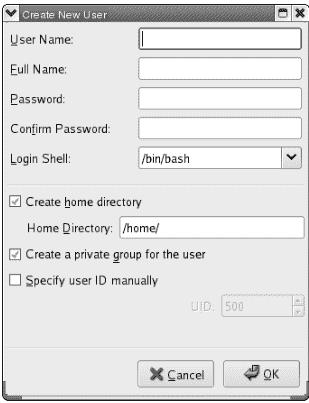 Create New User
User Name:
Full Name:
Password:
Confirm Password:
Login Shell: /bin/bash
Create home directory
Home Directory: /home/
Create a private group for the user
Specify user ID manually
UID: 500
Cancel OK